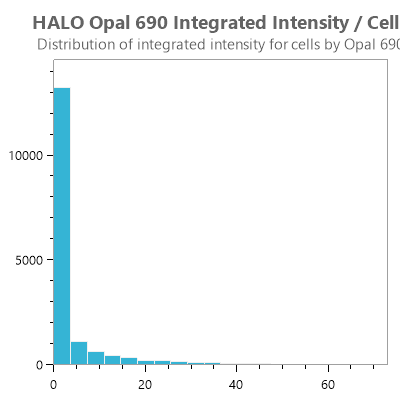 HALO Opal 690 Integrated Intensity / Cell
Distribution of integrated intensity for cells by Opal 690
10000
5000
0
0 20 40 60